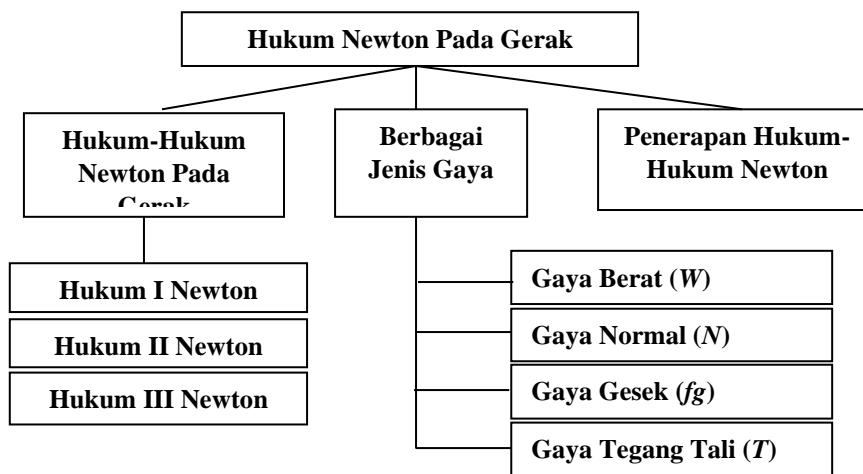 Hukum Newton Pada Gerak
Hukum-Hukum
Newton Pada
Gerak
Berbagai
Jenis Gaya
Penerapan Hukum-
Hukum Newton
Hukum I Newton
Hukum II Newton
Hukum III Newton
Gaya Berat (W)
Gaya Normal (N)
Gaya Gesek (fg)
Gaya Tegang Tali (T)